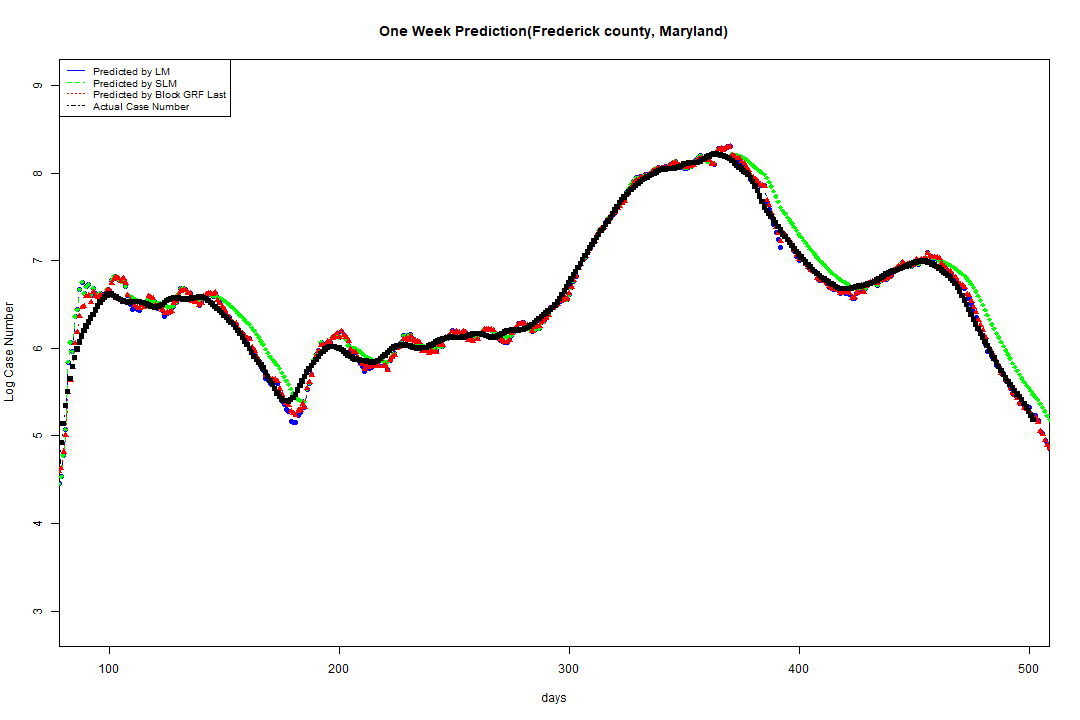 One Week Prediction(Frederick county, Maryland)
Predicted by LM
Predicted by SLM
Predicted by Block GRF Last
Actual Case Number
9
8
7
6
5
4
3
Log Case Number
100 200 300 400 500
days